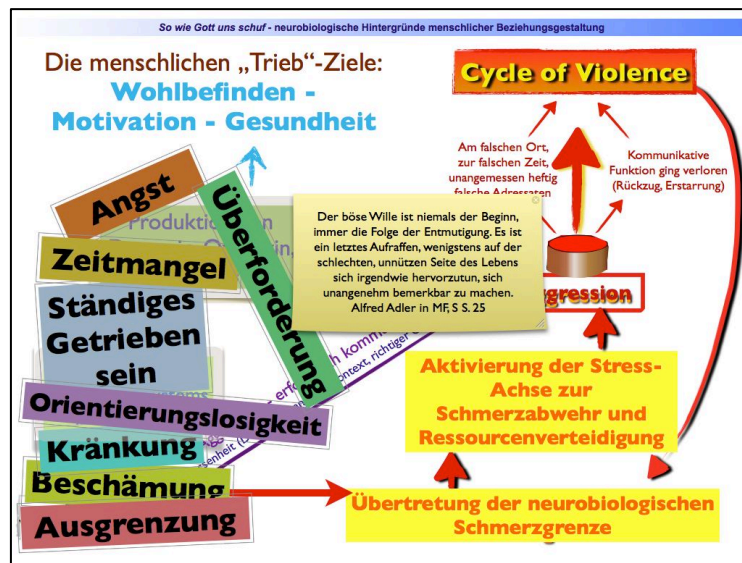 So wie Gott uns schuf - neurobiologische Hintergründe menschlicher Beziehungsgestaltung
Die menschlichen „Trieb“-Ziele:
Wohlbefinden -
Motivation - Gesundheit
Cycle of Violence
Am falschen Ort,
zur falschen Zeit,
unangemessen heftig
falsche Adressaten
Kommunikative
Funktion ging verloren
(Rückzug, Erstarrung)
Angst
Überforderung
Zeitmangel
Ständiges
Getrieben
sein
Orientierungslosigkeit
Kränkung
Beschämung
Ausgrenzung
Der böse Wille ist niemals der Beginn,
immer die Folge der Entmutigung. Es ist
ein letztes Aufraffen, wenigstens auf der
schlechten, unnützen Seite des Lebens
sich irgendwie hervorzutun, sich
unangenehm bemerkbar zu machen.
Alfred Adler in MF, S S. 25
Aktivierung der Stress-
Achse zur
Schmerzabwehr und
Ressourcenverteidigung
Übertretung der neurobiologischen
Schmerzgrenze